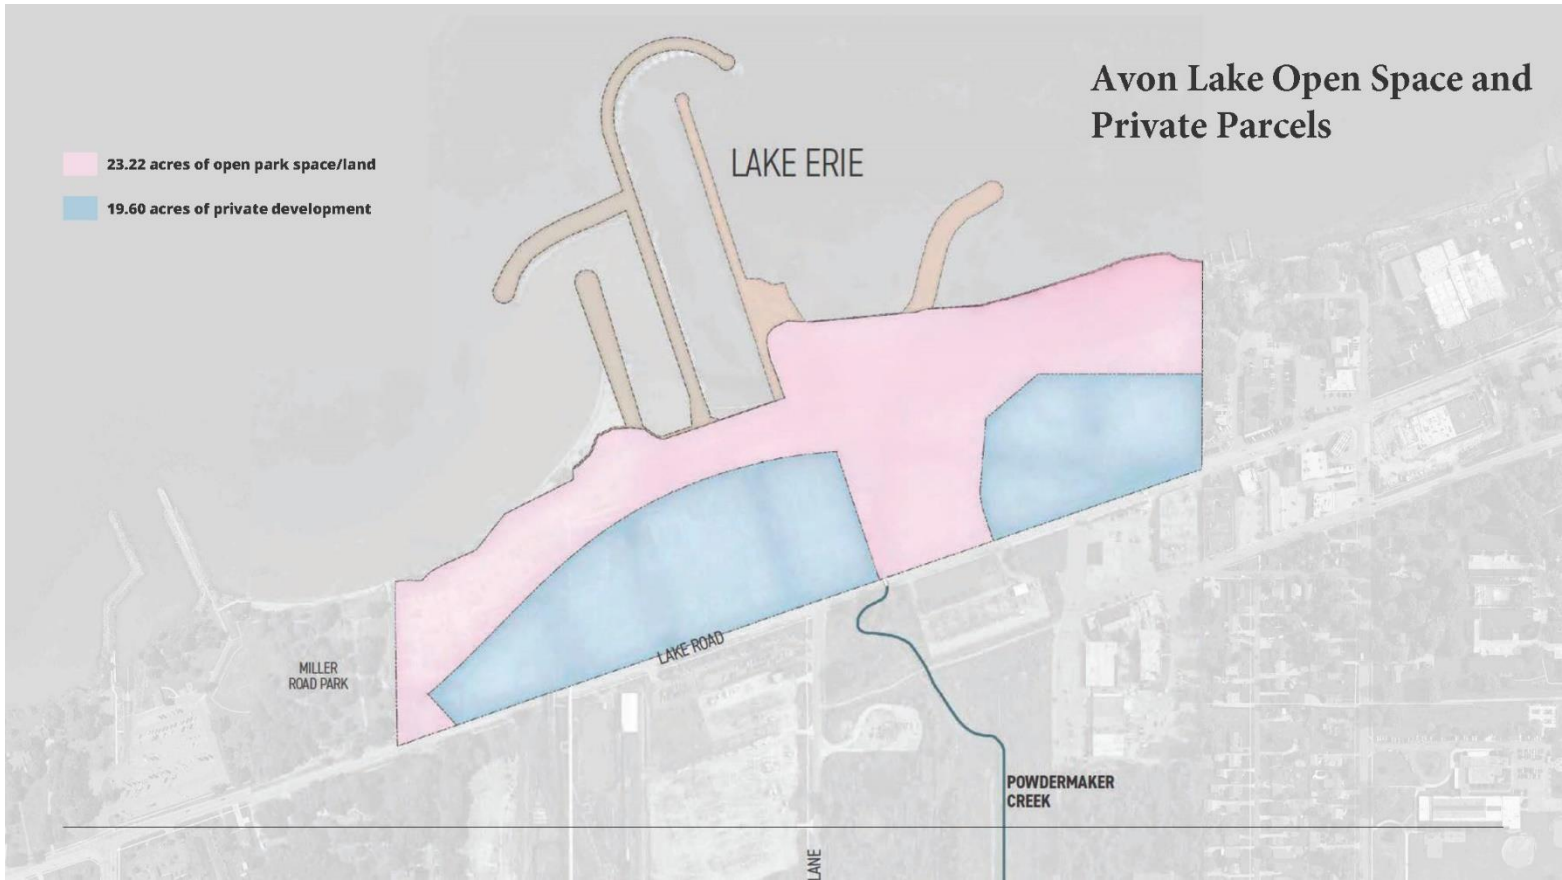 Avon Lake Open Space and
Private Parcels
23.22 acres of open park space/land
19.60 acres of private development
LAKE ERIE
MILLER
ROAD PARK
LAKE ROAD
POWDERMAKER
CREEK
LANE